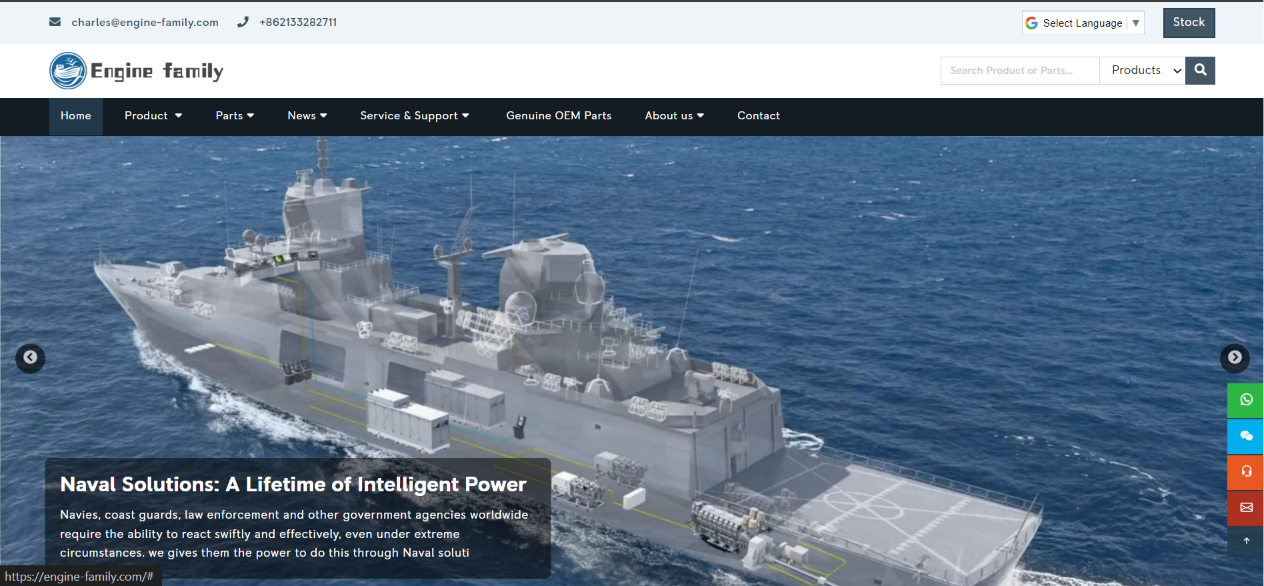 charles@engine-family.com +862133282711 Select Language Stock
Engine family Search Product or Parts... Products
Home Product Parts News Service & Support Genuine OEM Parts About us Contact
Naval Solutions: A Lifetime of Intelligent Power
Navies, coast guards, law enforcement and other government agencies worldwide
require the ability to react swiftly and effectively, even under extreme
circumstances. we gives them the power to do this through Naval soluti
https://engine-family.com/#